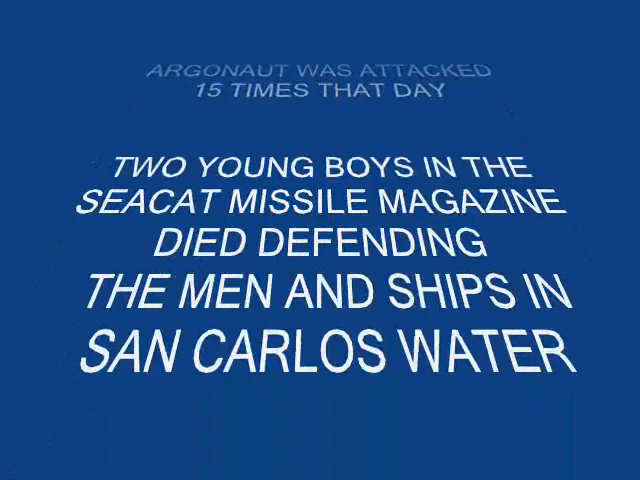 ARGONAUT WAS ATTACKED
15 TIMES THAT DAY
TWO YOUNG BOYS IN THE
SEACAT MISSILE MAGAZINE
DIED DEFENDING
THE MEN AND SHIPS IN
SAN CARLOS WATER